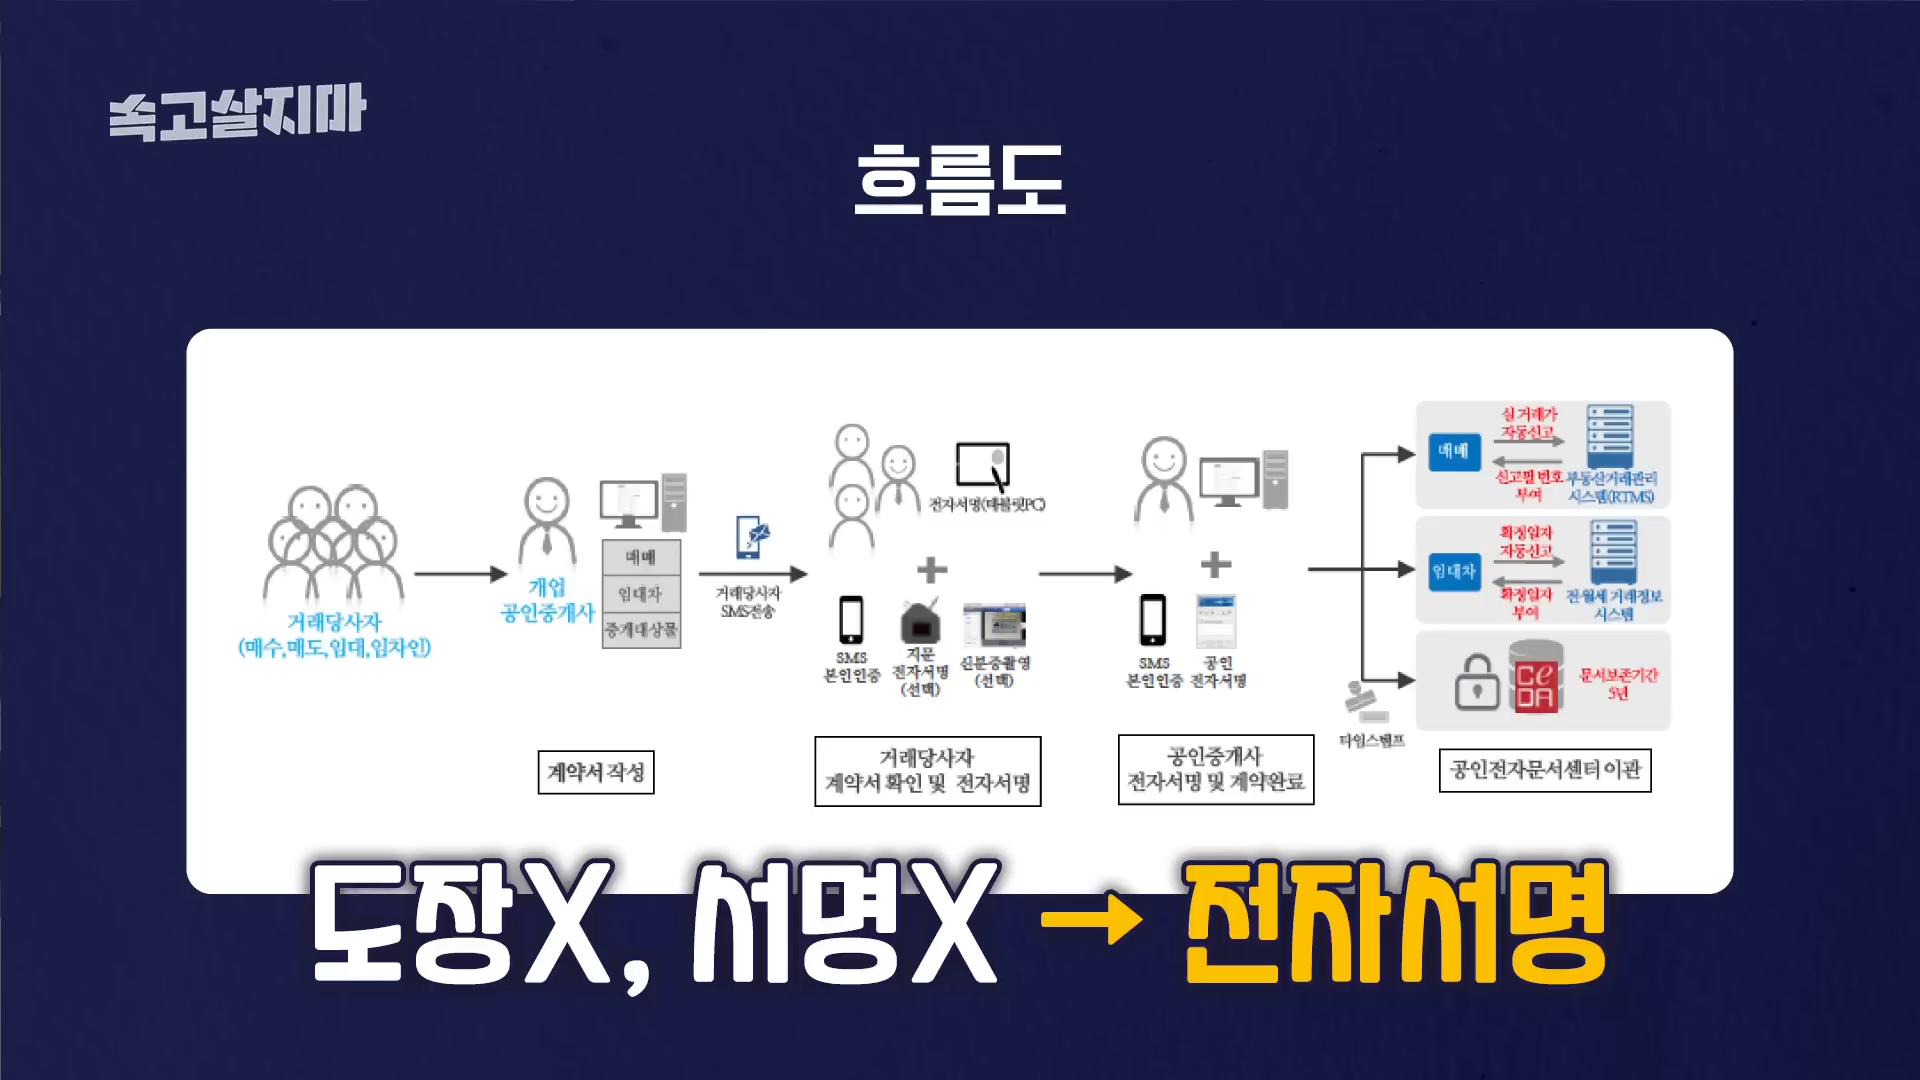 속고살지마
흐름도
거래당사자
(매수,매도,임대,임차인)
개업
공인중개사
매매
임대차
중개대상물
계약서 작성
거래당사자
SMS전송
전자서명(태블릿PC)
SMS
본인인증
지문
전자서명
(선택)
신분증촬영
(선택)
거래당사자
계약서 확인 및 전자서명
SMS
본인인증
공인
전자서명
공인중개사
전자서명 및 계약완료
타임스탬프
매매
실 거래가
자동신고
신고필 번호
부여
부동산거래관리
시스템(RTMS)
임대차
확정일자
자동신고
확정일자
부여
전·월세 거래정보
시스템
CeDA
문서보존기간
5년
공인전자문서센터 이관
도장X, 서명X → 전자서명